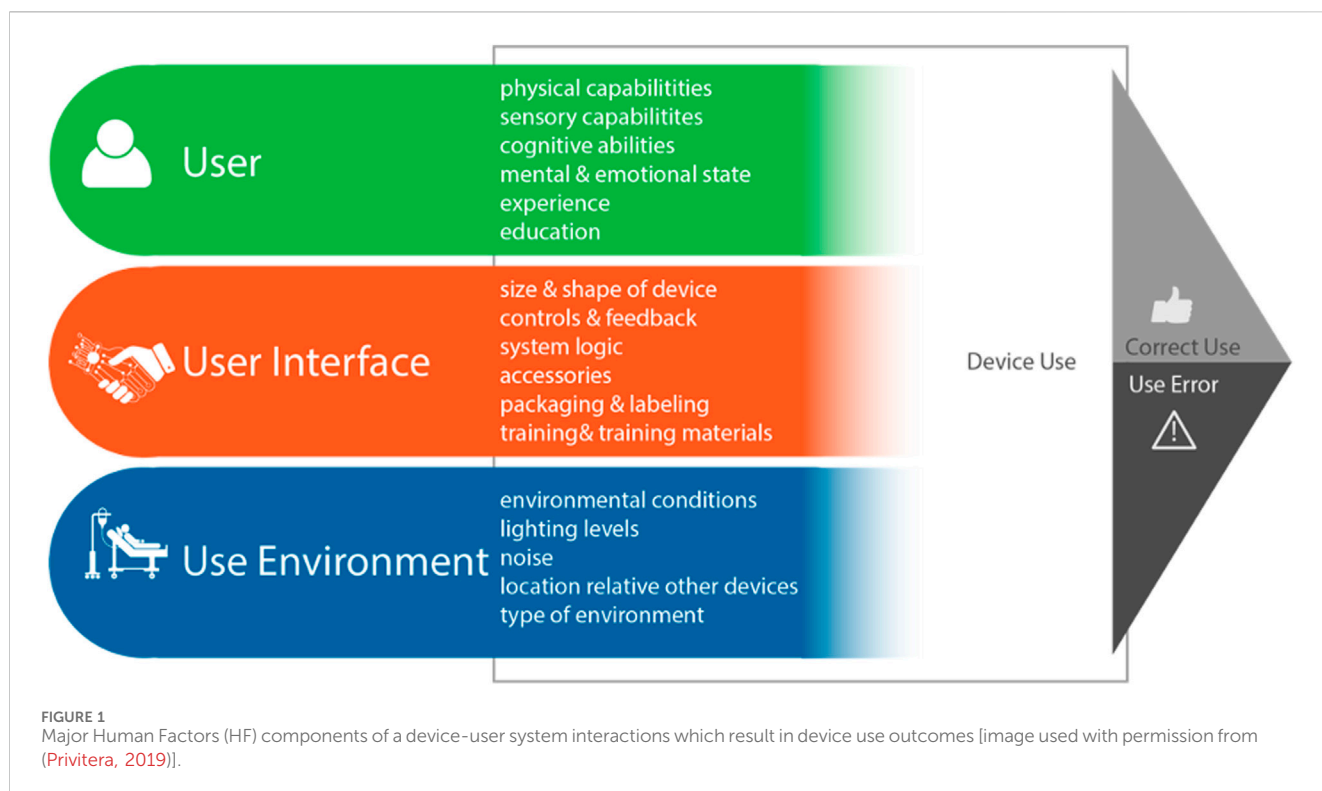 User
physical capabilitities
sensory capabilitites
cognitive abilities
mental & emotional state
experience
education
User Interface
size & shape of device
controls & feedback
system logic
accessories
packaging & labeling
training& training materials
Use Environment
environmental conditions
lighting levels
noise
location relative other devices
type of environment
Device Use
Correct Use
Use Error
FIGURE 1
Major Human Factors (HF) components of a device-user system interactions which result in device use outcomes [image used with permission from
(Privitera, 2019)].